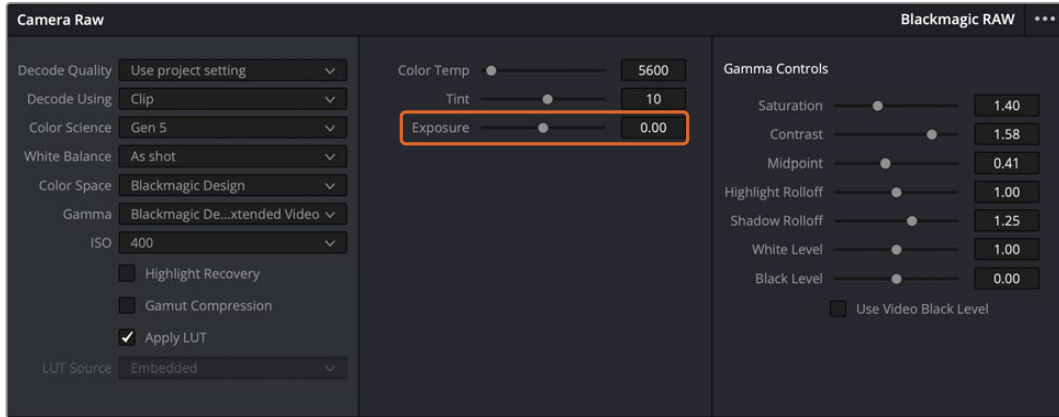 Camera Raw
Blackmagic RAW
Decode Quality Use project setting
Decode Using Clip
Color Science Gen 5
White Balance As shot
Color Space Blackmagic Design
Gamma Blackmagic De...xtended Video
ISO 400
Highlight Recovery
Gamut Compression
Apply LUT
LUT Source Embedded
Color Temp 5600
Tint 10
Exposure 0.00
Gamma Controls
Saturation 1.40
Contrast 1.58
Midpoint 0.41
Highlight Rolloff 1.00
Shadow Rolloff 1.25
White Level 1.00
Black Level 0.00
Use Video Black Level